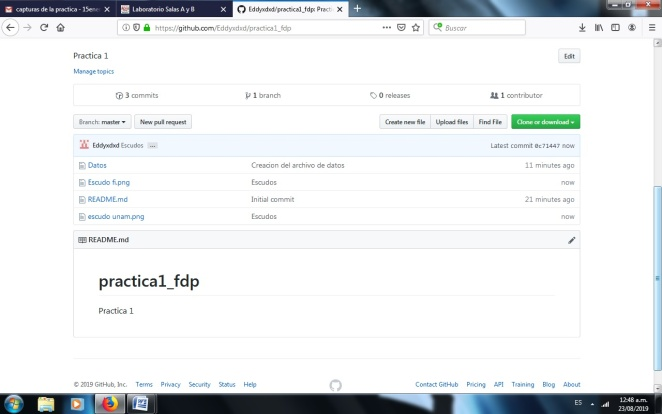 capturas de la practica - 15ener
Laboratorio Salas A y B
Eddyxdxd/practica1_fdp: Practi
https://github.com/Eddyxdxd/practica1_fdp
Buscar
Practica 1
Edit
Manage topics
3 commits
1 branch
0 releases
1 contributor
Branch: master
New pull request
Create new file
Upload files
Find File
Clone or download
Eddyxdxd Escudos
Latest commit 0c71447 now
Datos
Creacion del archivo de datos
11 minutes ago
Escudo fi.png
Escudos
now
README.md
Initial commit
21 minutes ago
escudo unam.png
Escudos
now
README.md
practica1_fdp
Practica 1
© 2019 GitHub, Inc.
Terms
Privacy
Security
Status
Help
Contact GitHub
Pricing
API
Training
Blog
About
ES
12:48 a.m.
23/08/2019